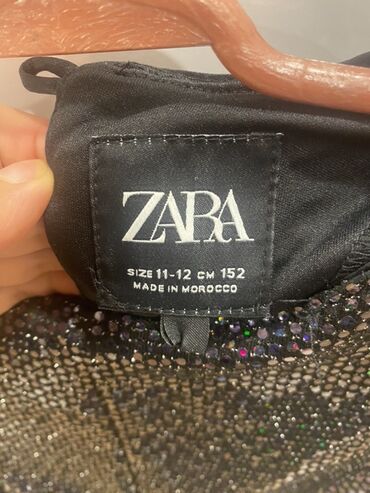 ZARA
SIZE 11-12 CM 152
MADE IN MOROCCO